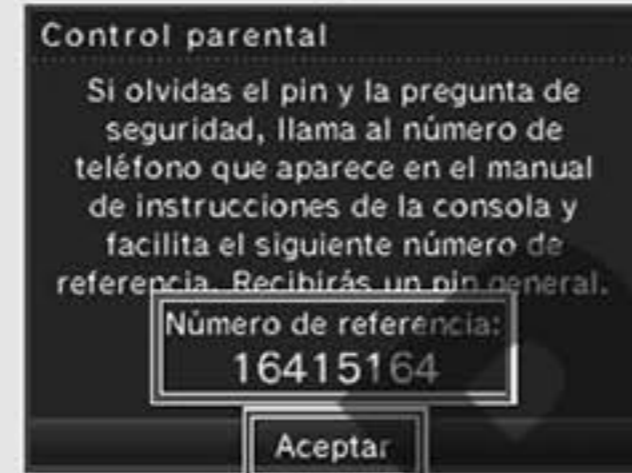 Control parental
Si olvidas el pin y la pregunta de
seguridad, llama al número de
teléfono que aparece en el manual
de instrucciones de la consola y
facilita el siguiente número de
referencia. Recibirás un pin general.
Número de referencia:
16415164
Aceptar